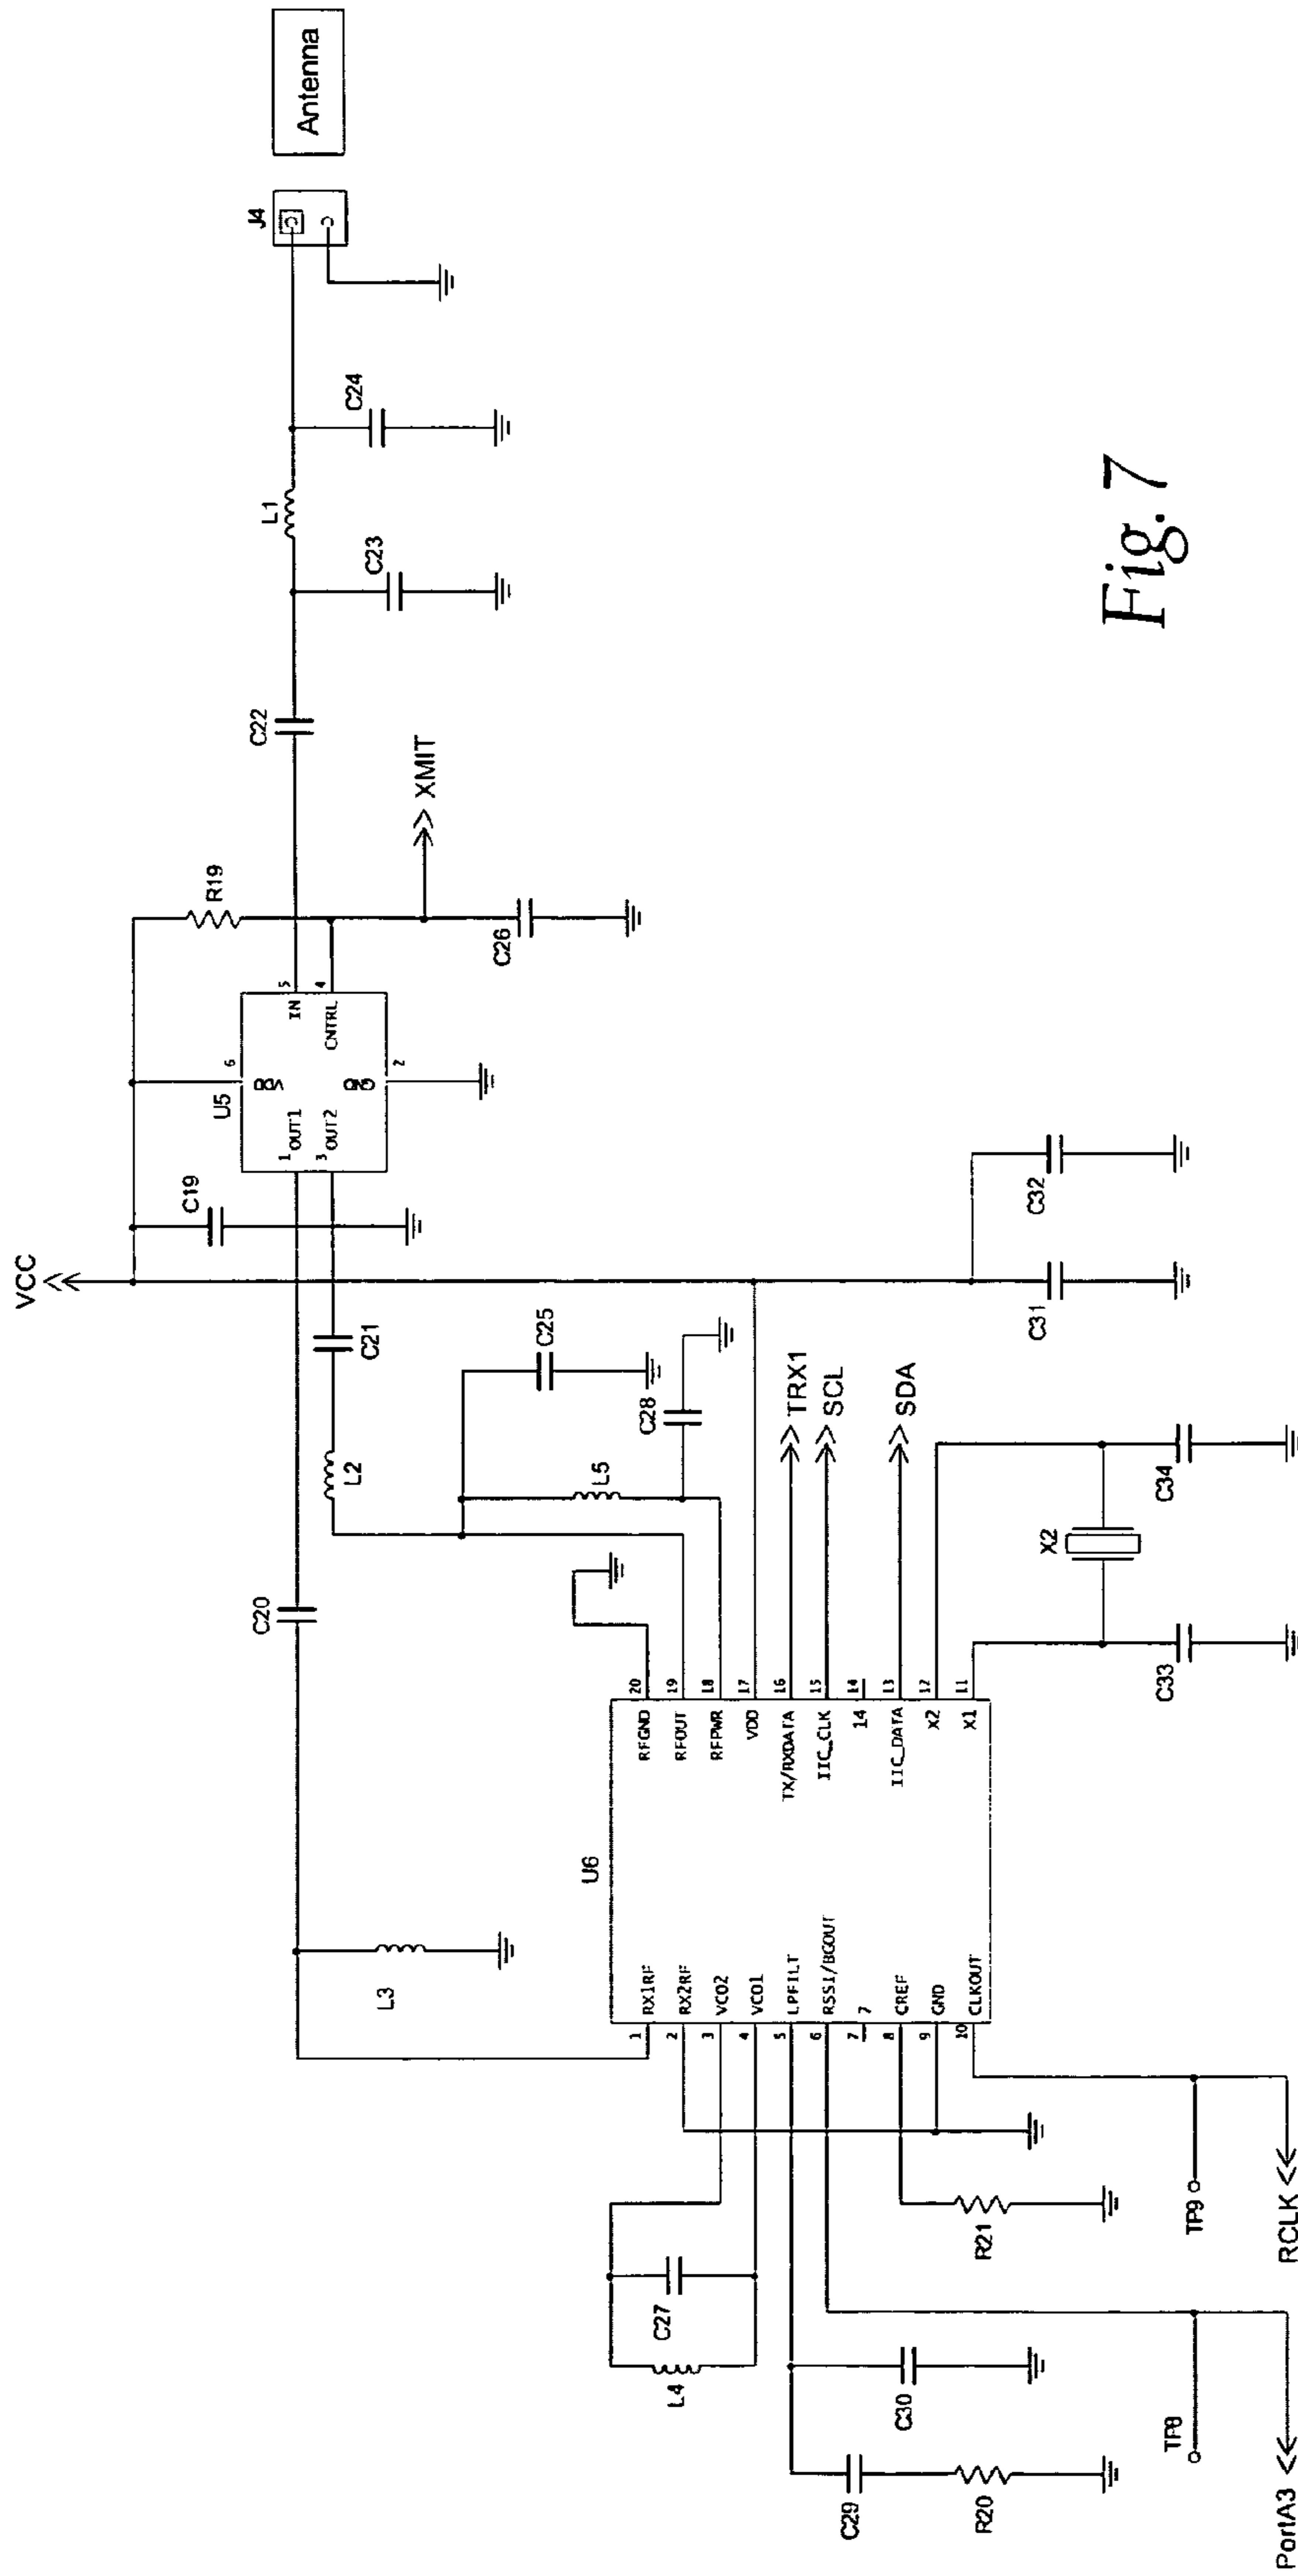 VCC
Antenna
J4
C24
L1
C23
C22
XMIT
R19
C26
5
IN
4
CNTRL
6
VDD
U5
GND
2
1
OUT1
3
OUT2
C19
C21
L2
C25
C28
L5
C20
L3
C32
C31
TRX1
SCL
SDA
X2
C34
C33
U6
20
RFGND
19
RFOUT
18
RFPWR
17
VDD
16
TX/RXDATA
15
IIC_CLK
14
14
13
IIC_DATA
12
X2
11
X1
1
RX1RF
2
RX2RF
3
VCO2
4
VCO1
5
LPFILT
6
RSSI/BGOUT
7
7
8
CREF
9
GND
10
CLKOUT
C27
L4
C30
C29
R20
R21
TP9
TP8
RCLK
PortA3
Fig. 7